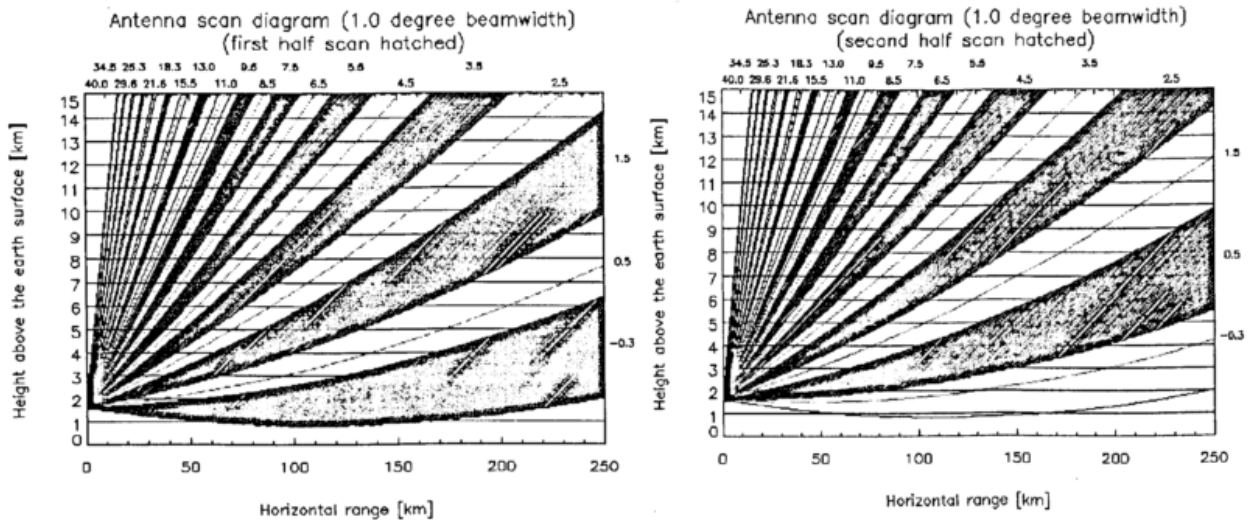 Antenna scan diagram (1.0 degree beamwidth)
(first half scan hatched)
34.5 25.3 18.3 13.0 9.5 7.5 5.5 3.5
40.0 29.6 21.6 15.5 11.0 8.5 6.5 4.5 2.5
15
14
13
12
11
10
9
8
7
6
5
4
3
2
1
0
Height above the earth surface [km]
1.5
0.5
-0.3
0 50 100 150 200 250
Horizontal range [km]
Antenna scan diagram (1.0 degree beamwidth)
(second half scan hatched)
34.5 25.3 18.3 13.0 9.5 7.5 5.5 3.5
40.0 29.6 21.6 15.5 11.0 8.5 6.5 4.5 2.5
15
14
13
12
11
10
9
8
7
6
5
4
3
2
1
0
Height above the earth surface [km]
1.5
0.5
-0.3
0 50 100 150 200 250
Horizontal range [km]